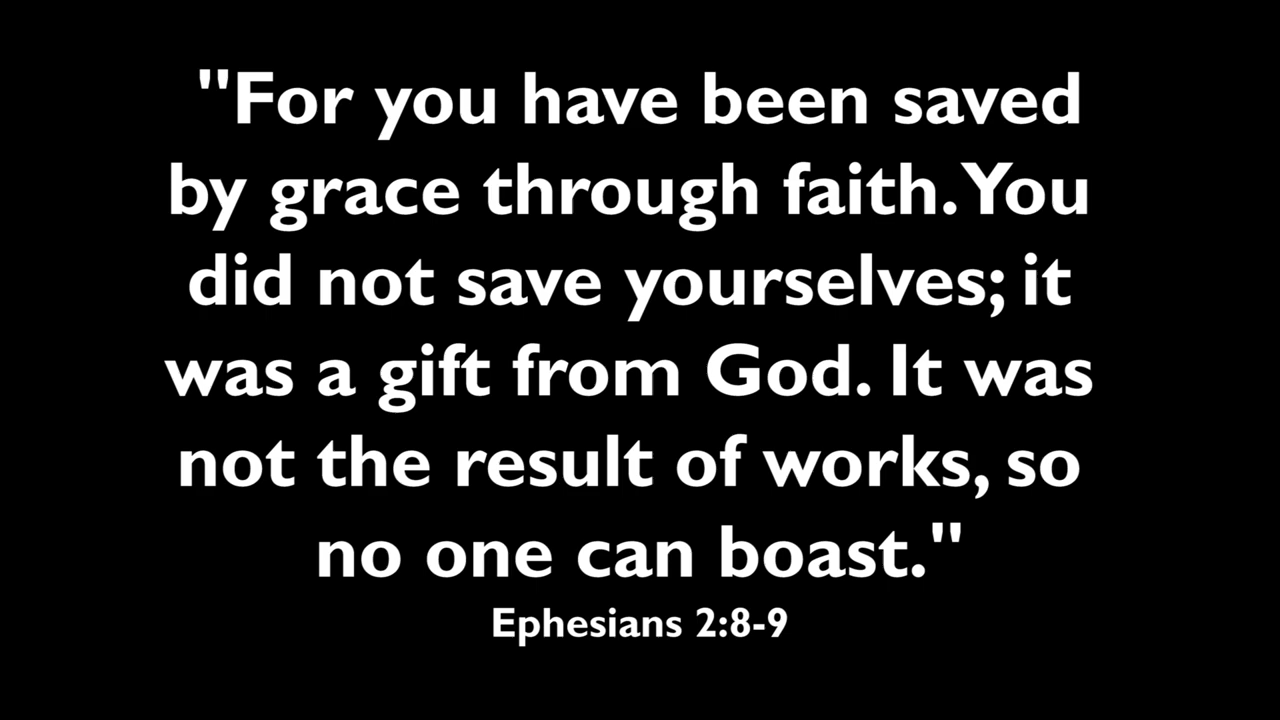 "For you have been saved
by grace through faith. You
did not save yourselves; it
was a gift from God. It was
not the result of works, so
no one can boast."
Ephesians 2:8-9